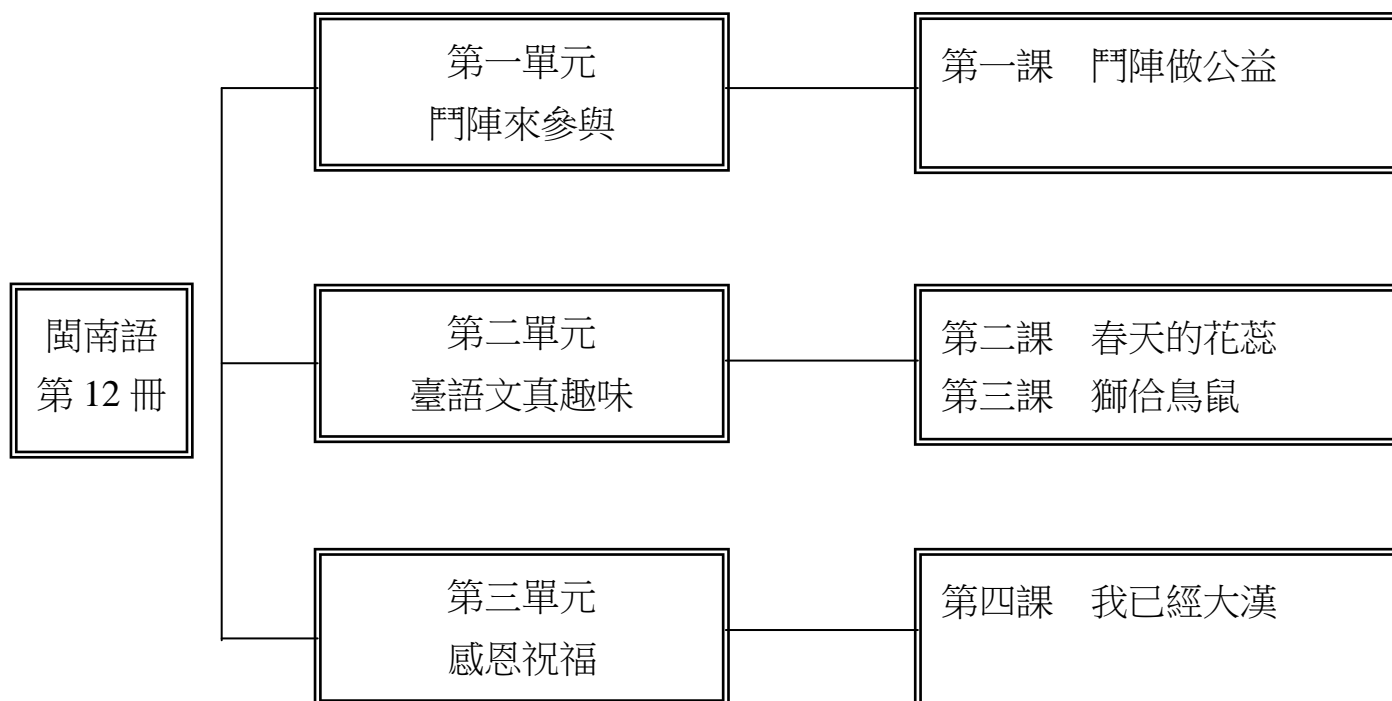 閩南語
第 12 冊
第一單元
鬥陣來參與
第一課　鬥陣做公益
第二單元
臺語文真趣味
第二課　春天的花蕊
第三課　獅佮鳥鼠
第三單元
感恩祝福
第四課　我已經大漢